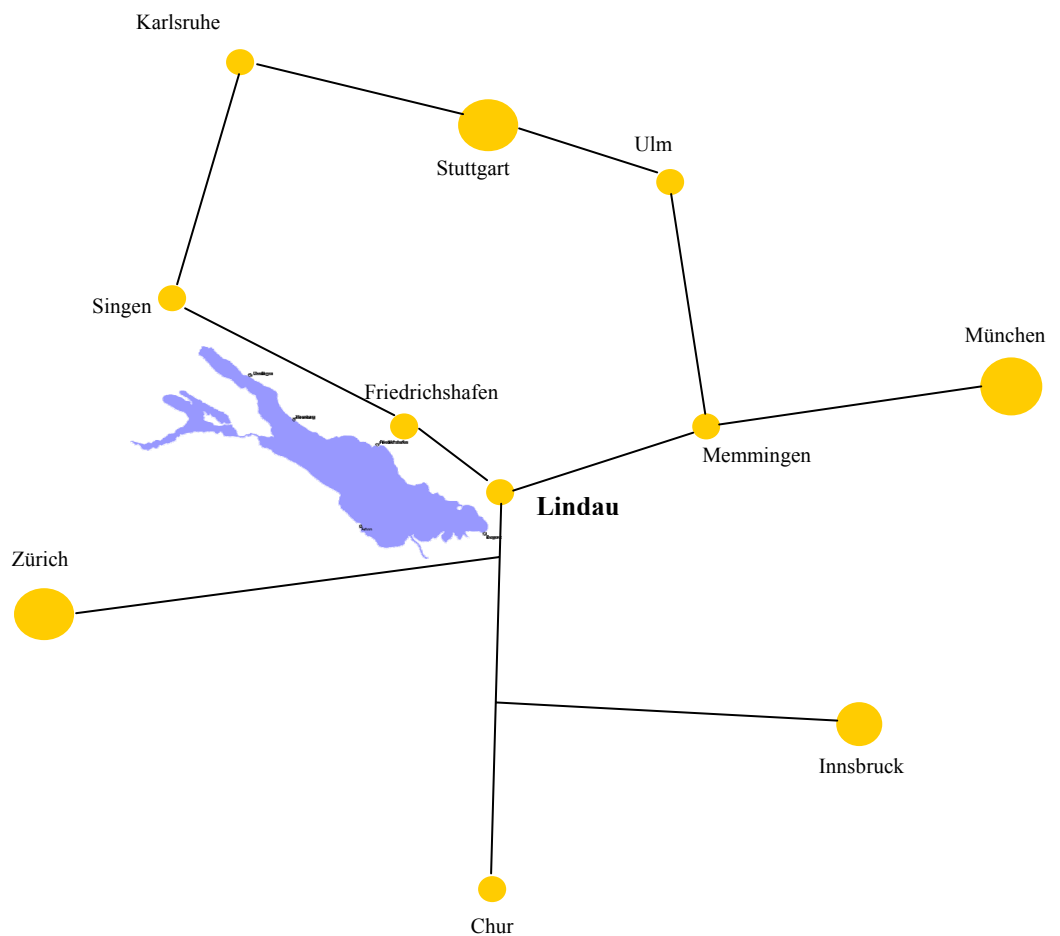 Karlsruhe
Stuttgart
Ulm
Singen
München
Friedrichshafen
Memmingen
Lindau
Zürich
Innsbruck
Chur